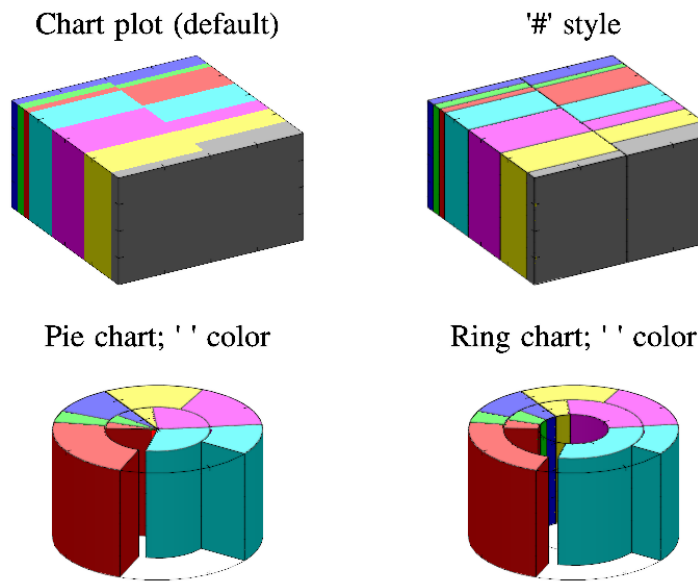 Chart plot (default)
'#' style
Pie chart; ' ' color
Ring chart; ' ' color